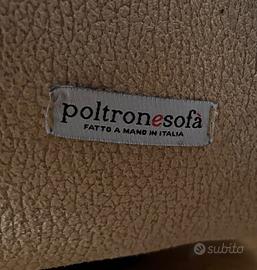 poltronesofà
FATTO A MANO IN ITALIA
subito